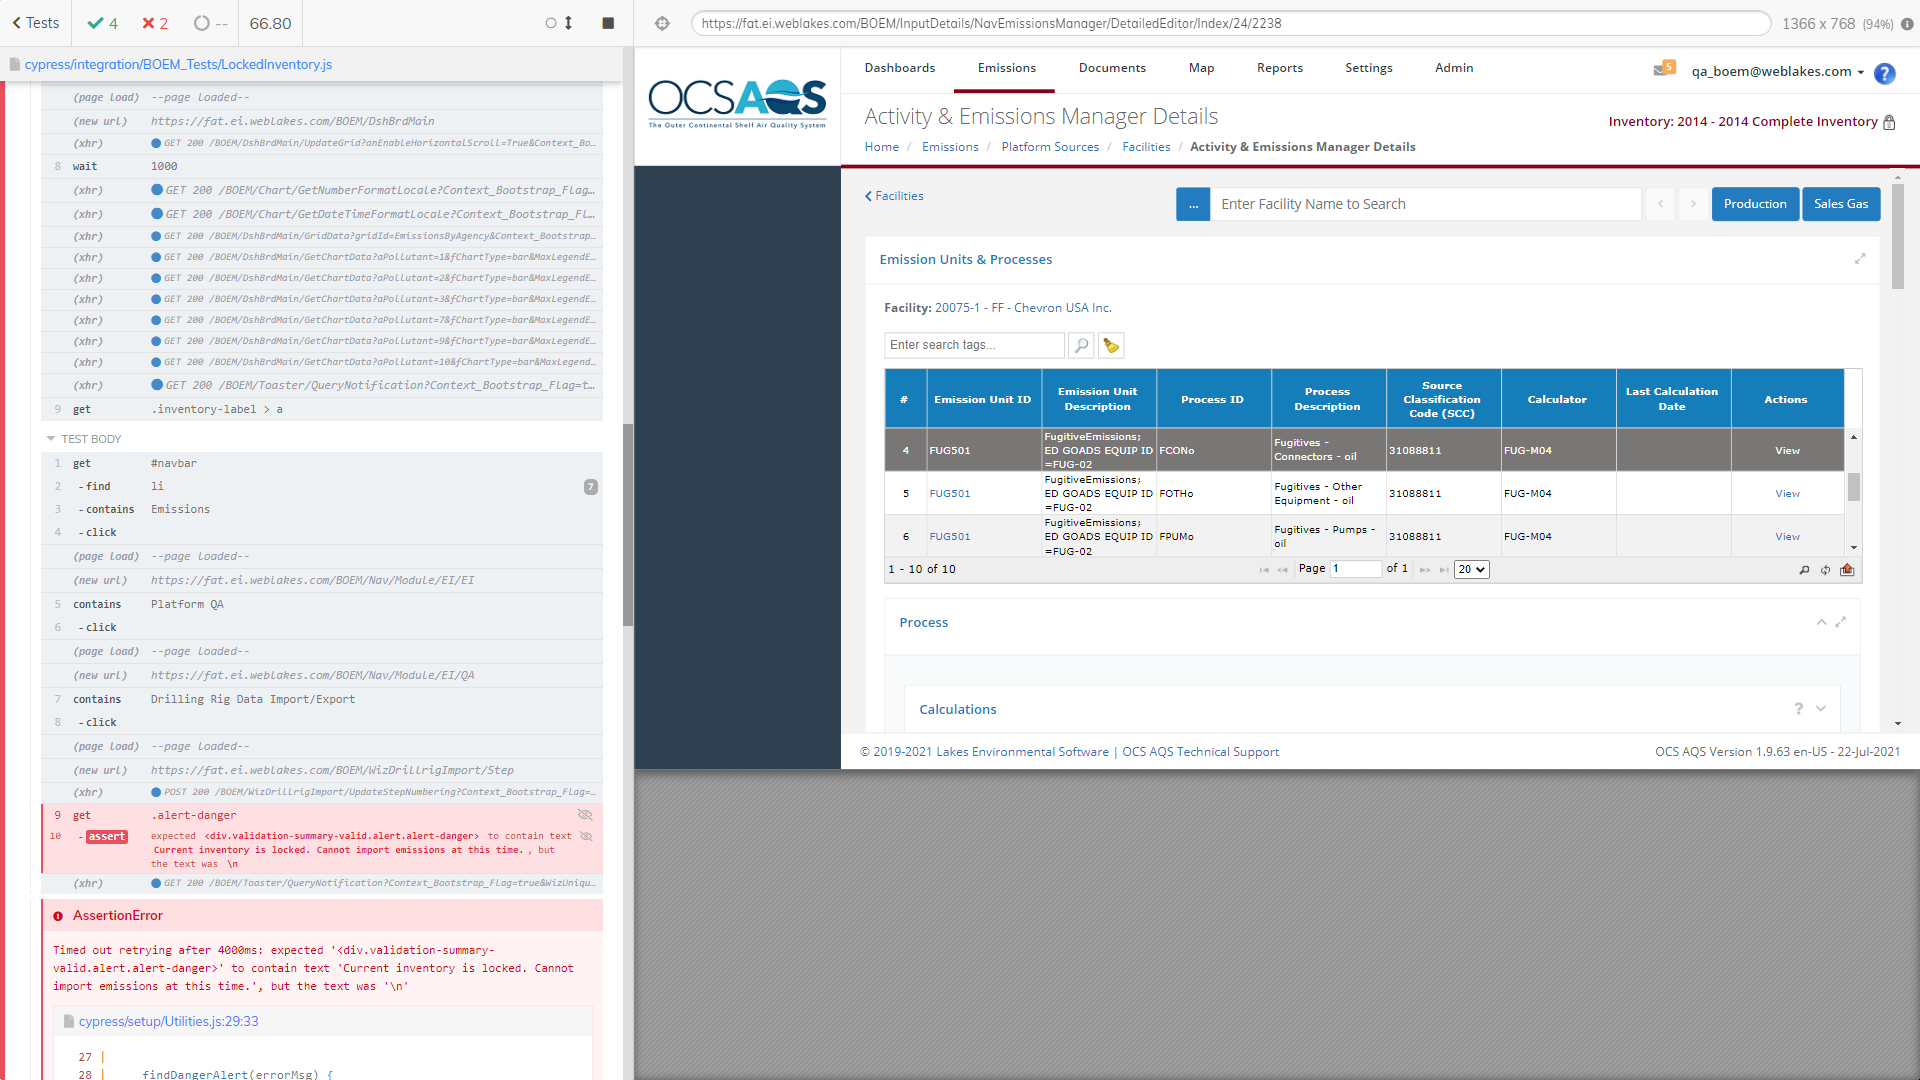 Tests
4
2
--
66.80
https://fat.ei.weblakes.com/BOEM/InputDetails/NavEmissionsManager/DetailedEditor/Index/24/2238
1366 x 768 (94%)
cypress/integration/BOEM_Tests/LockedInventory.js
(page load) --page loaded--
(new url) https://fat.ei.weblakes.com/BOEM/DshBrdMain
(xhr) GET 200 /BOEM/DshBrdMain/UpdateGrid?anEnableHorizontalScroll=True&Context_Bo...
8 wait 1000
(xhr) GET 200 /BOEM/Chart/GetNumberFormatLocale?Context_Bootstrap_Flag...
(xhr) GET 200 /BOEM/Chart/GetDateTimeFormatLocale?Context_Bootstrap_Fl...
(xhr) GET 200 /BOEM/DshBrdMain/GridData?gridId=EmissionsByAgency&Context_Bootstrap...
(xhr) GET 200 /BOEM/DshBrdMain/GetChartData?aPollutant=1&fChartType=bar&MaxLegendE...
(xhr) GET 200 /BOEM/DshBrdMain/GetChartData?aPollutant=2&fChartType=bar&MaxLegendE...
(xhr) GET 200 /BOEM/DshBrdMain/GetChartData?aPollutant=3&fChartType=bar&MaxLegendE...
(xhr) GET 200 /BOEM/DshBrdMain/GetChartData?aPollutant=7&fChartType=bar&MaxLegendE...
(xhr) GET 200 /BOEM/DshBrdMain/GetChartData?aPollutant=9&fChartType=bar&MaxLegendE...
(xhr) GET 200 /BOEM/DshBrdMain/GetChartData?aPollutant=10&fChartType=bar&MaxLegend...
(xhr) GET 200 /BOEM/Toaster/QueryNotification?Context_Bootstrap_Flag=t...
9 get .inventory-label > a
TEST BODY
1 get #navbar
2 -find li 7
3 -contains Emissions
4 -click
(page load) --page loaded--
(new url) https://fat.ei.weblakes.com/BOEM/Nav/Module/EI/EI
5 contains Platform QA
6 -click
(page load) --page loaded--
(new url) https://fat.ei.weblakes.com/BOEM/Nav/Module/EI/QA
7 contains Drilling Rig Data Import/Export
8 -click
(page load) --page loaded--
(new url) https://fat.ei.weblakes.com/BOEM/WizDrillrigImport/Step
(xhr) POST 200 /BOEM/WizDrillrigImport/UpdateStepNumbering?Context_Bootstrap_Flag=...
9 get .alert-danger
10 -assert expected <div.validation-summary-valid.alert.alert-danger> to contain text
Current inventory is locked. Cannot import emissions at this time. , but
the text was \n
(xhr) GET 200 /BOEM/Toaster/QueryNotification?Context_Bootstrap_Flag=true&WizUniqu...
AssertionError
Timed out retrying after 4000ms: expected '<div.validation-summary-
valid.alert.alert-danger>' to contain text 'Current inventory is locked. Cannot
import emissions at this time.', but the text was '\n'
cypress/setup/Utilities.js:29:33
27 |
28 | findDangerAlert(errorMsg) {
OCSAQS
The Outer Continental Shelf Air Quality System
Dashboards Emissions Documents Map Reports Settings Admin
5 qa_boem@weblakes.com ?
Activity & Emissions Manager Details
Inventory: 2014 - 2014 Complete Inventory
Home / Emissions / Platform Sources / Facilities / Activity & Emissions Manager Details
Facilities
... Enter Facility Name to Search Production Sales Gas
Emission Units & Processes
Facility: 20075-1 - FF - Chevron USA Inc.
Enter search tags...
# Emission Unit ID Emission Unit Description Process ID Process Description Source Classification Code (SCC) Calculator Last Calculation Date Actions
4 FUG501 FugitiveEmissions; ED GOADS EQUIP ID =FUG-02 FCONo Fugitives - Connectors - oil 31088811 FUG-M04 View
5 FUG501 FugitiveEmissions; ED GOADS EQUIP ID =FUG-02 FOTHo Fugitives - Other Equipment - oil 31088811 FUG-M04 View
6 FUG501 FugitiveEmissions; ED GOADS EQUIP ID =FUG-02 FPUMo Fugitives - Pumps - oil 31088811 FUG-M04 View
1 - 10 of 10 Page 1 of 1 20
Process
Calculations ?
© 2019-2021 Lakes Environmental Software | OCS AQS Technical Support
OCS AQS Version 1.9.63 en-US - 22-Jul-2021